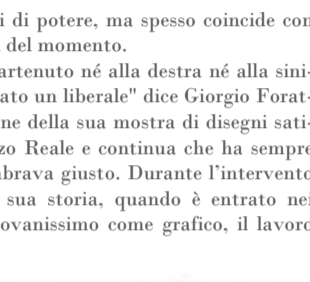 i di potere, ma spesso coincide con
del momento.
artenuto né alla destra né alla sini-
ato un liberale" dice Giorgio Forat-
ne della sua mostra di disegni sati-
zo Reale e continua che ha sempre
brava giusto. Durante l'intervento
sua storia, quando è entrato nei
ovanissimo come grafico, il lavoro